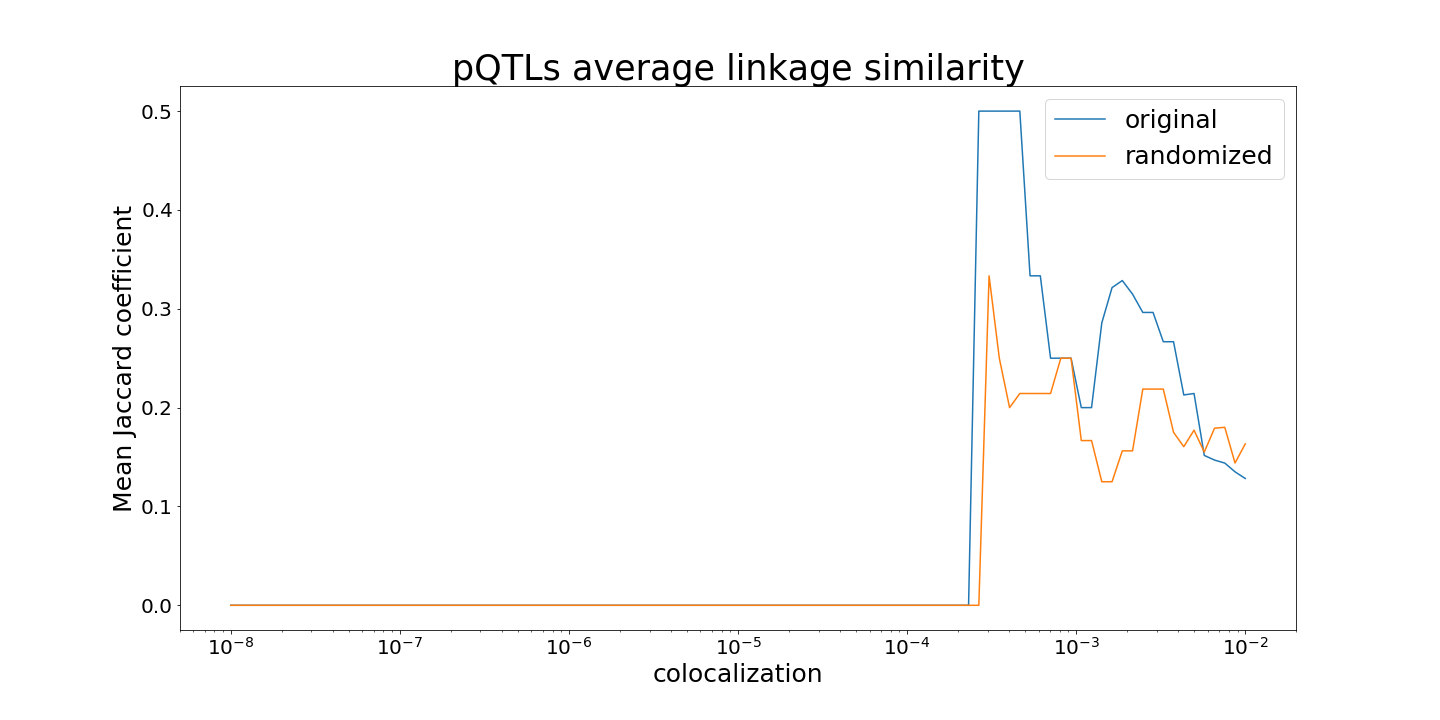 pQTLs average linkage similarity
original
randomized
Mean Jaccard coefficient
0.5
0.4
0.3
0.2
0.1
0.0
10⁻⁸ 10⁻⁷ 10⁻⁶ 10⁻⁵ 10⁻⁴ 10⁻³ 10⁻²
colocalization